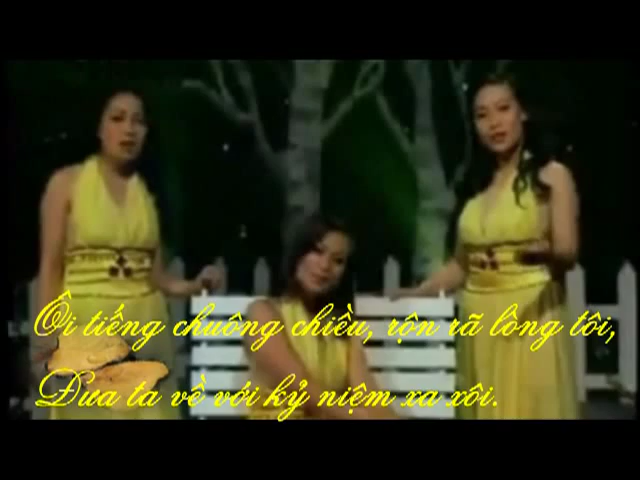 Ôi tiếng chuông chiều, rộn rã lòng tôi,
Đưa ta về với kỷ niệm xa xôi.